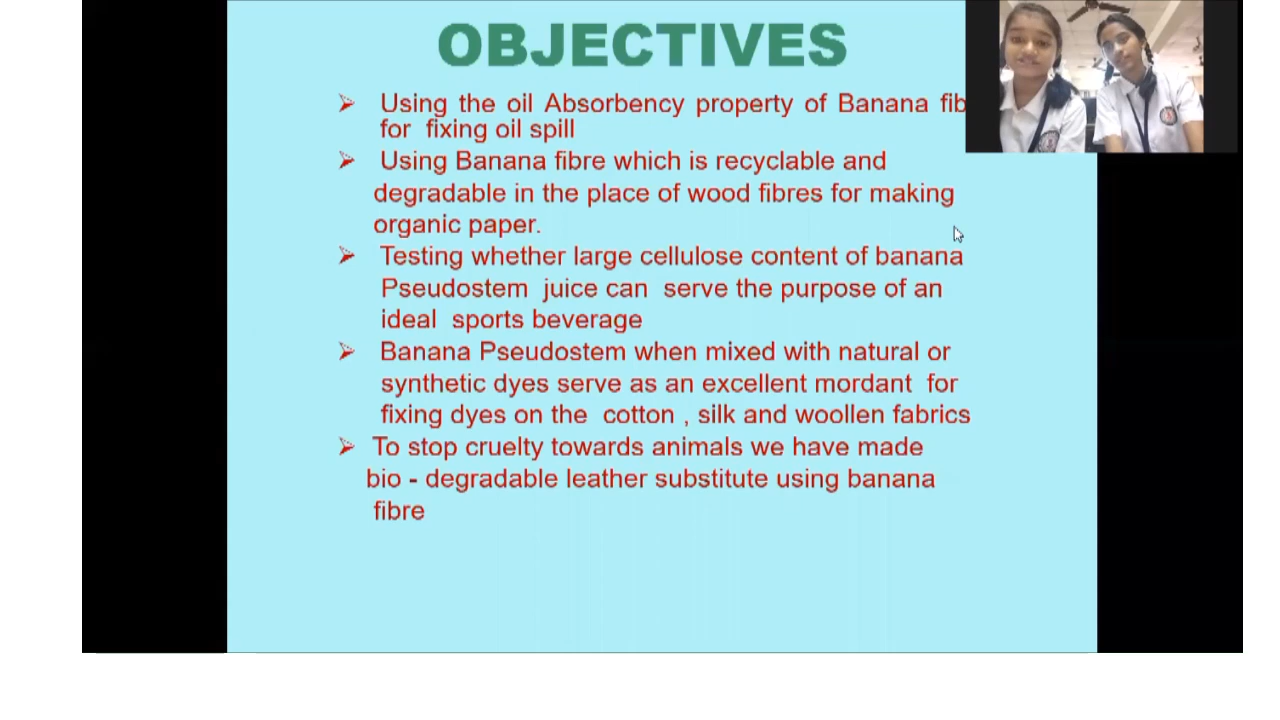 OBJECTIVES
Using the oil Absorbency property of Banana fib
for fixing oil spill
Using Banana fibre which is recyclable and
degradable in the place of wood fibres for making
organic paper.
Testing whether large cellulose content of banana
Pseudostem juice can serve the purpose of an
ideal sports beverage
Banana Pseudostem when mixed with natural or
synthetic dyes serve as an excellent mordant for
fixing dyes on the cotton , silk and woollen fabrics
To stop cruelty towards animals we have made
bio - degradable leather substitute using banana
fibre